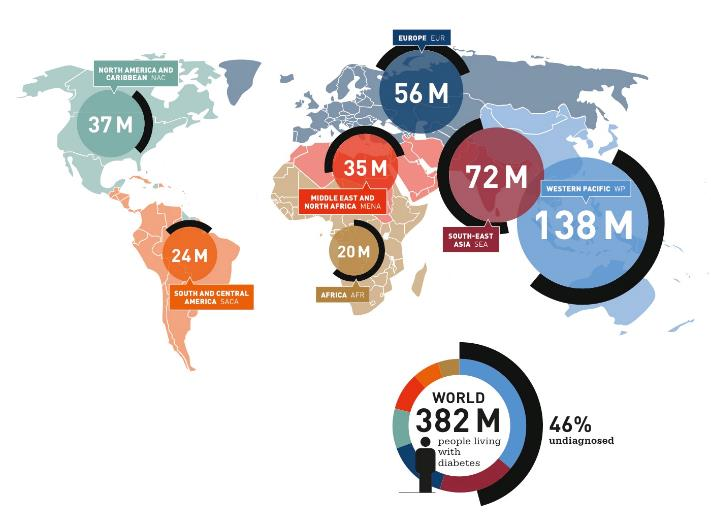 EUROPE EUR
56 M
NORTH AMERICA AND
CARIBBEAN NAC
37 M
35 M
MIDDLE EAST AND
NORTH AFRICA MENA
72 M
SOUTH-EAST
ASIA SEA
WESTERN PACIFIC WP
138 M
24 M
SOUTH AND CENTRAL
AMERICA SACA
20 M
AFRICA AFR
WORLD
382 M
people living
with
diabetes
46%
undiagnosed